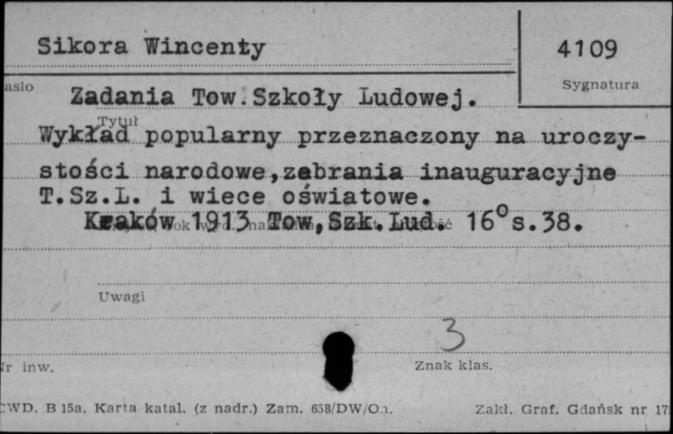 Sikora Wincenty
4109
Sygnatura
asło
Zadania Tow. Szkoły Ludowej.
Tytuł
Wykład popularny przeznaczony na uroczy-
stości narodowe, zebrania inauguracyjne
T.Sz.L. i wiece oświatowe.
Kraków 1913 Tow, Szk. Lud. 16° s.38.
Uwagi
3
r inw.
Znak klas.
WD. B 15a. Karta katal. (z nadr.) Zam. 658/DW/O
Zakł. Graf. Gdańsk nr 17